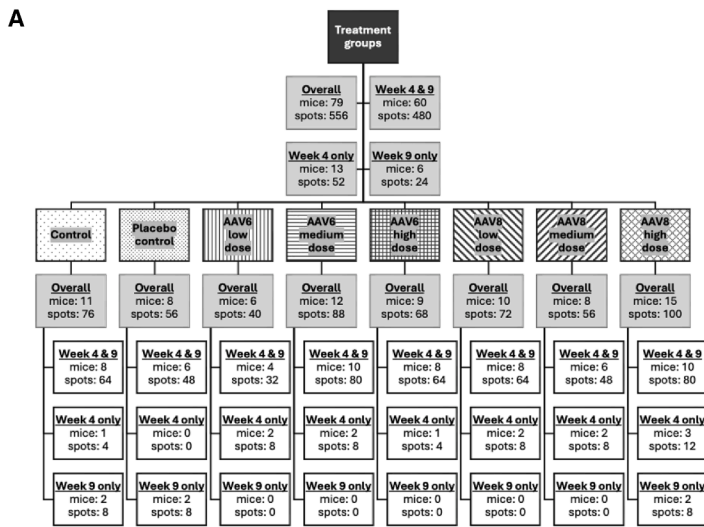 A
Treatment
groups
Overall
mice: 79
spots: 556
Week 4 & 9
mice: 60
spots: 480
Week 4 only
mice: 13
spots: 52
Week 9 only
mice: 6
spots: 24
Control
Placebo
control
AAV6
low
dose
AAV6
medium
dose
AAV6
high
dose
AAV8
low
dose
AAV8
medium
dose
AAV8
high
dose
Overall
mice: 11
spots: 76
Overall
mice: 8
spots: 56
Overall
mice: 6
spots: 40
Overall
mice: 12
spots: 88
Overall
mice: 9
spots: 68
Overall
mice: 10
spots: 72
Overall
mice: 8
spots: 56
Overall
mice: 15
spots: 100
Week 4 & 9
mice: 8
spots: 64
Week 4 & 9
mice: 6
spots: 48
Week 4 & 9
mice: 4
spots: 32
Week 4 & 9
mice: 10
spots: 80
Week 4 & 9
mice: 8
spots: 64
Week 4 & 9
mice: 8
spots: 64
Week 4 & 9
mice: 6
spots: 48
Week 4 & 9
mice: 10
spots: 80
Week 4 only
mice: 1
spots: 4
Week 4 only
mice: 0
spots: 0
Week 4 only
mice: 2
spots: 8
Week 4 only
mice: 2
spots: 8
Week 4 only
mice: 1
spots: 4
Week 4 only
mice: 2
spots: 8
Week 4 only
mice: 2
spots: 8
Week 4 only
mice: 3
spots: 12
Week 9 only
mice: 2
spots: 8
Week 9 only
mice: 2
spots: 8
Week 9 only
mice: 0
spots: 0
Week 9 only
mice: 0
spots: 0
Week 9 only
mice: 0
spots: 0
Week 9 only
mice: 0
spots: 0
Week 9 only
mice: 0
spots: 0
Week 9 only
mice: 2
spots: 8